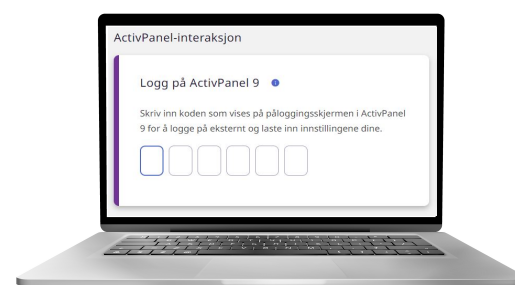 ActivPanel-interaksjon
Logg på ActivPanel 9
Skriv inn koden som vises på påloggingsskjermen i ActivPanel
9 for å logge på eksternt og laste inn innstillingene dine.